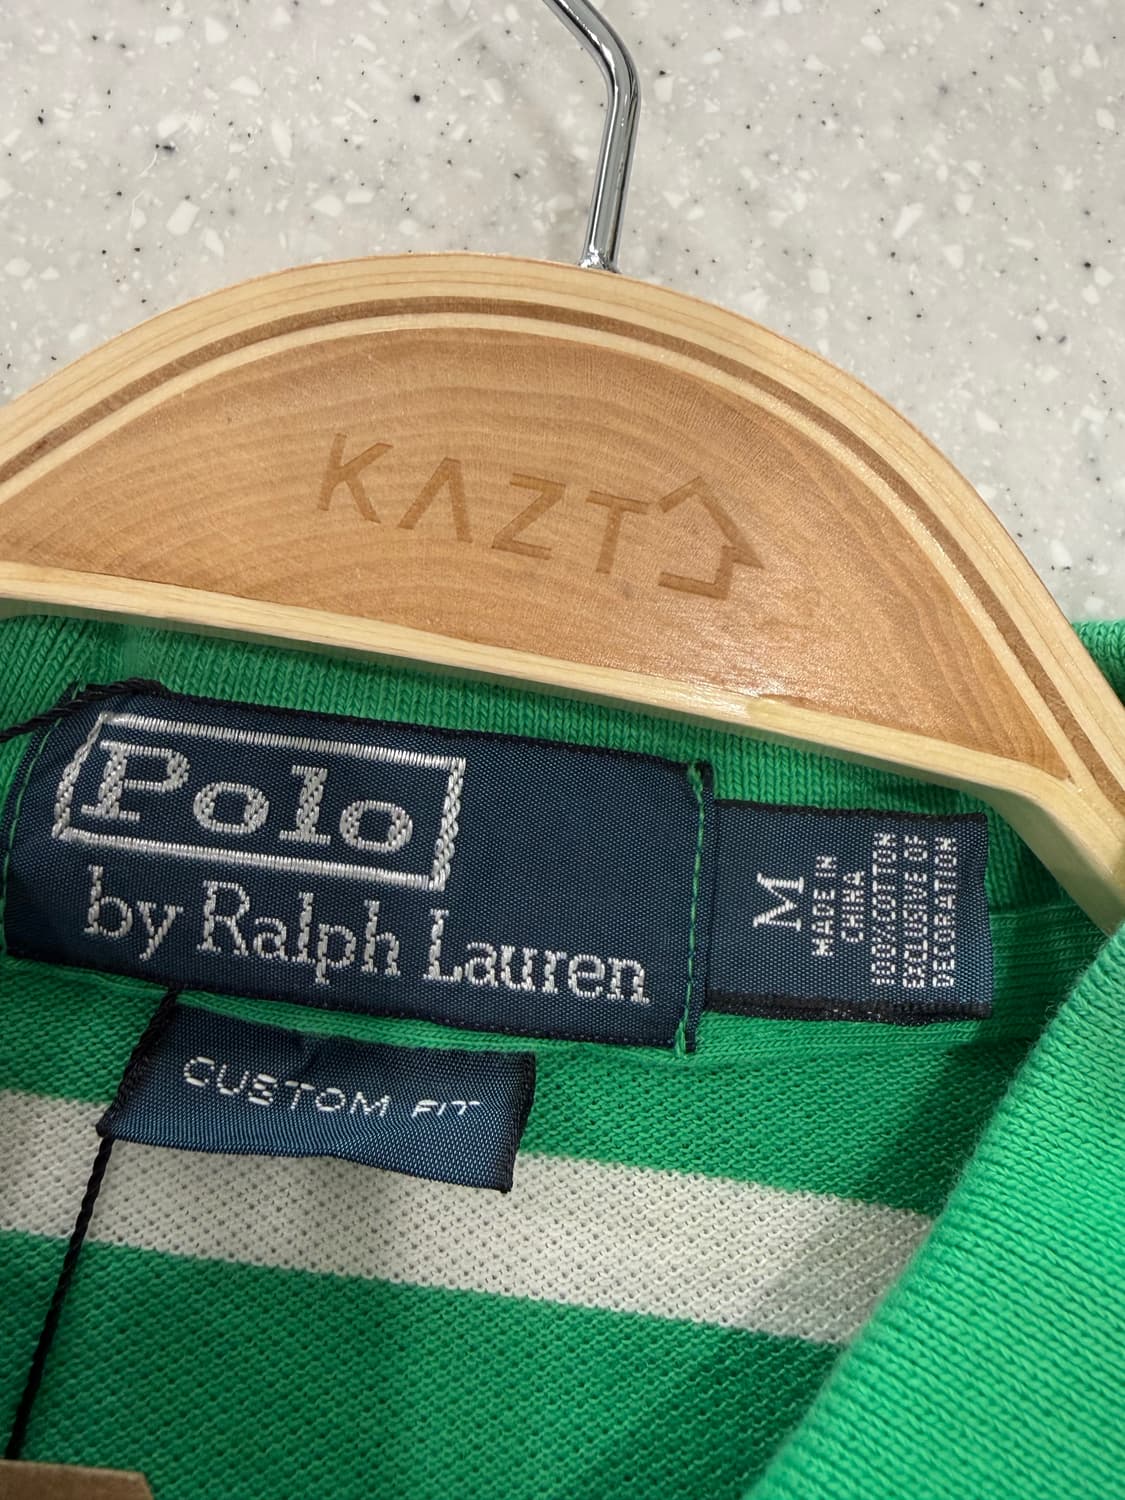 KAZT
Polo
by Ralph Lauren
M
MADE IN
CHINA
100% COTTON
EXCLUSIVE OF
DECORATION
CUSTOM FIT